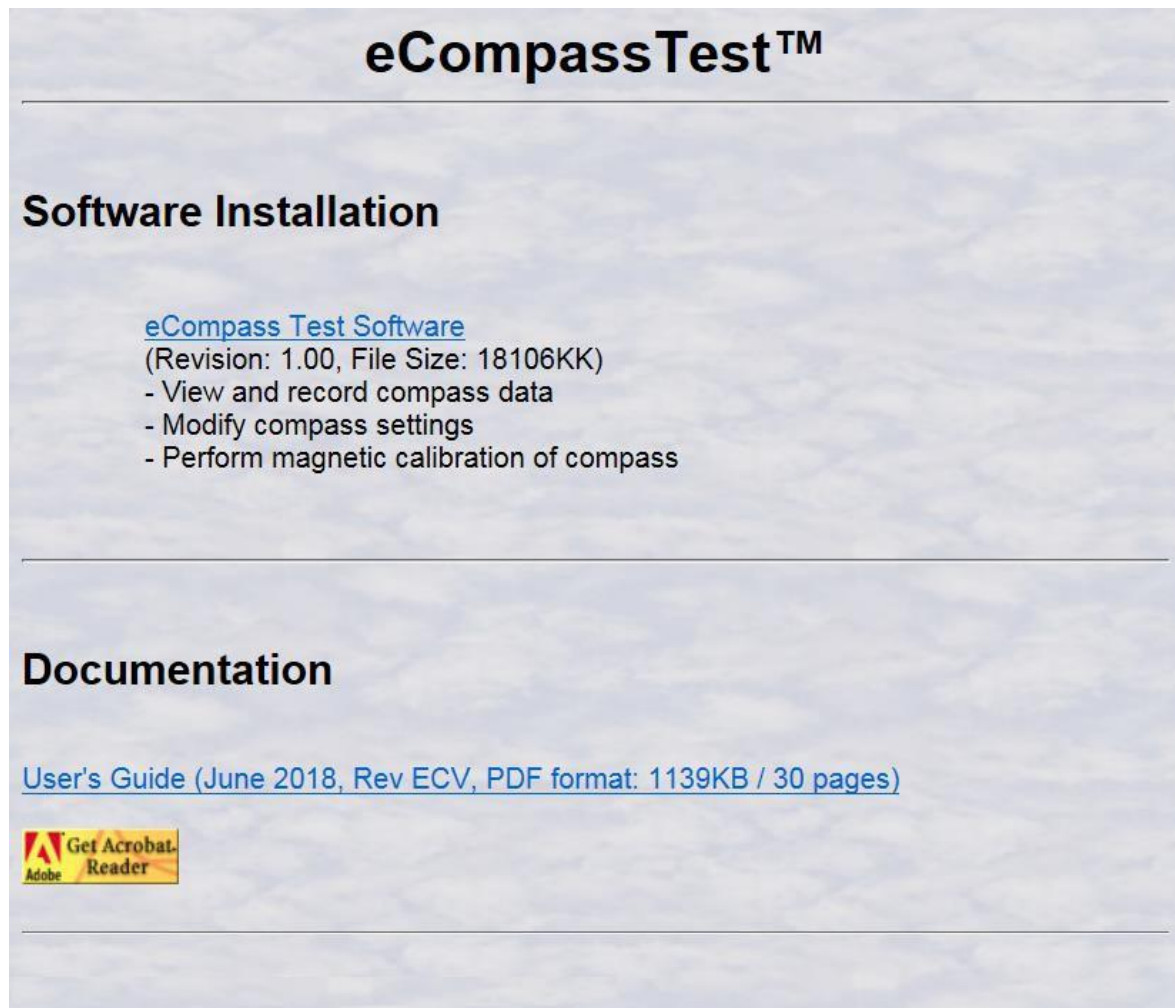 eCompassTest™
Software Installation
eCompass Test Software
(Revision: 1.00, File Size: 18106KK)
- View and record compass data
- Modify compass settings
- Perform magnetic calibration of compass
Documentation
User's Guide (June 2018, Rev ECV, PDF format: 1139KB / 30 pages)
Get Acrobat
Adobe Reader